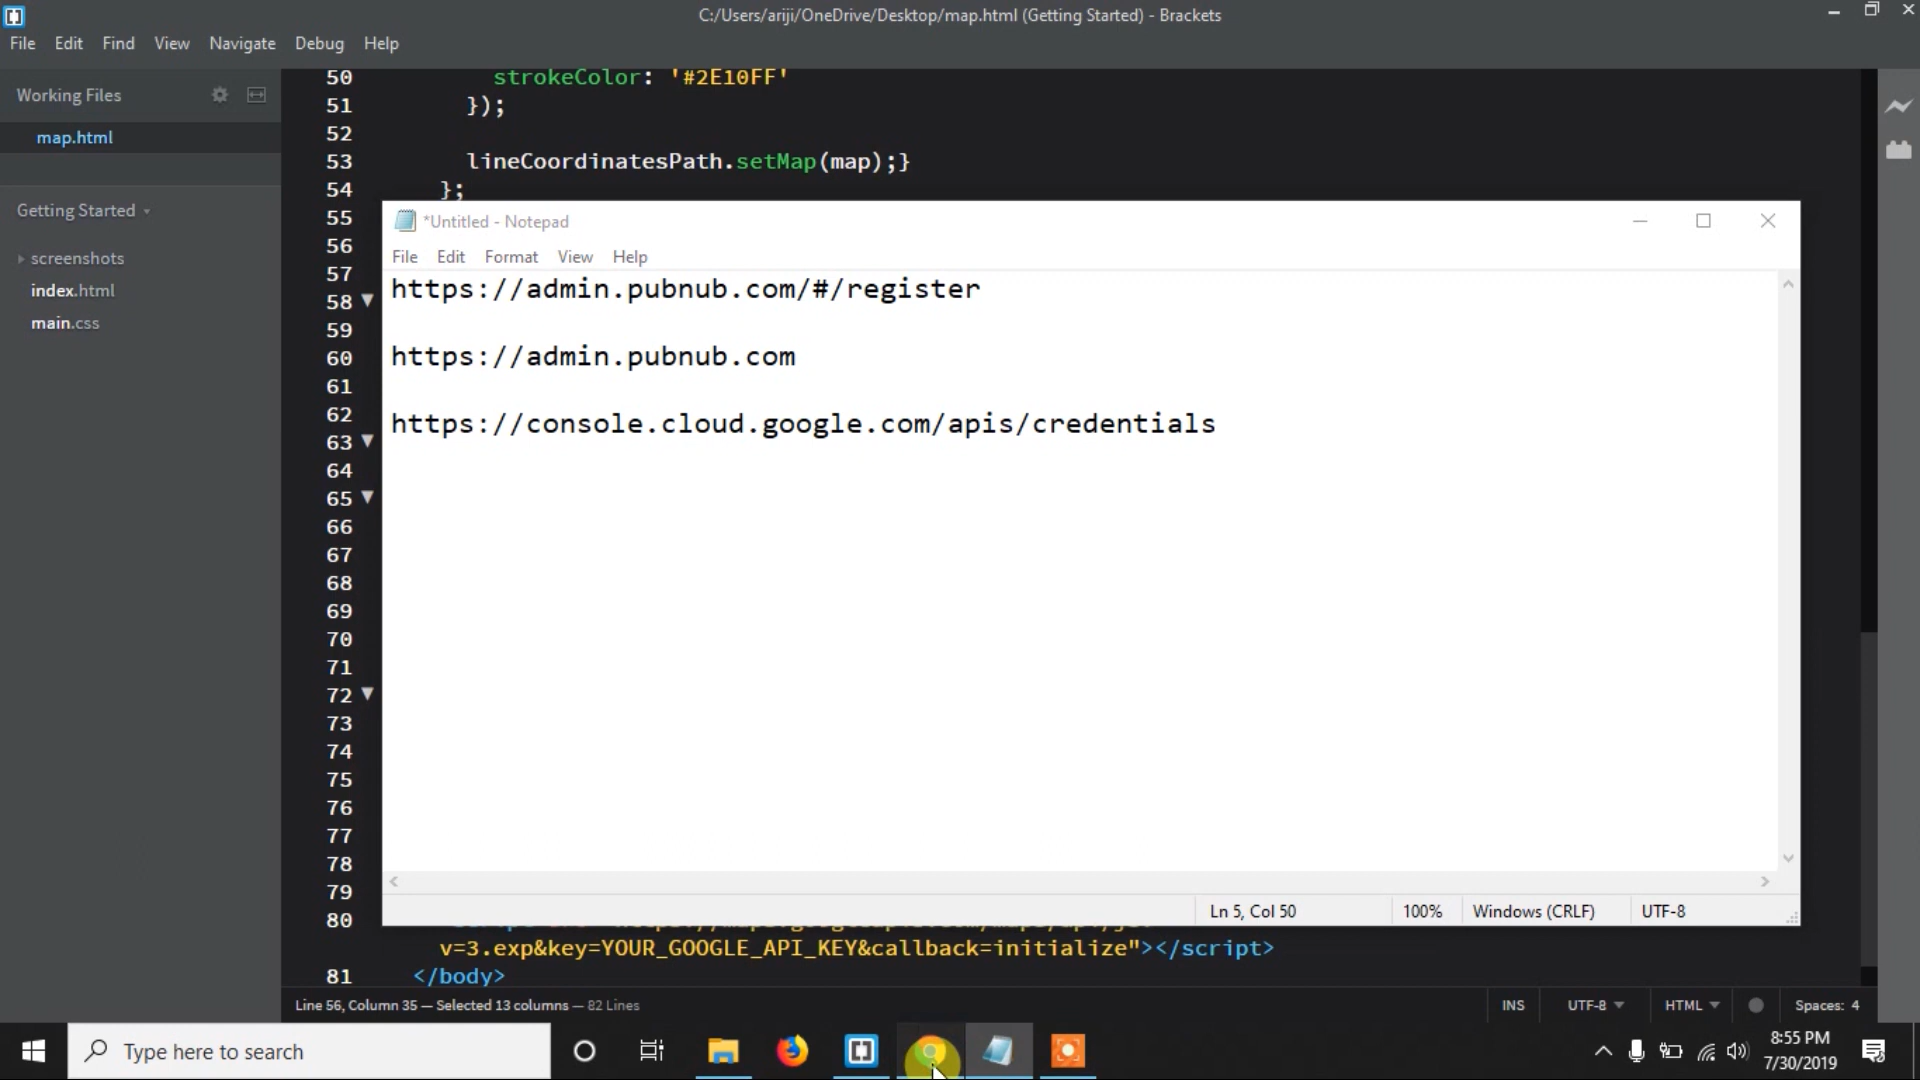 C:/Users/ariji/OneDrive/Desktop/map.html (Getting Started) - Brackets
File Edit Find View Navigate Debug Help
Working Files
map.html
Getting Started
screenshots
index.html
main.css
50 strokeColor: '#2E10FF'
51 });
52
53 lineCoordinatesPath.setMap(map);}
54 };
55
56
57
58
59
60
61
62
63
64
65
66
67
68
69
70
71
72
73
74
75
76
77
78
79
80
v=3.exp&key=YOUR_GOOGLE_API_KEY&callback=initialize"></script>
81 </body>
*Untitled - Notepad
File Edit Format View Help
https://admin.pubnub.com/#/register
https://admin.pubnub.com
https://console.cloud.google.com/apis/credentials
Ln 5, Col 50 100% Windows (CRLF) UTF-8
Line 56, Column 35 — Selected 13 columns — 82 Lines
INS UTF-8 HTML Spaces: 4
Type here to search
8:55 PM
7/30/2019